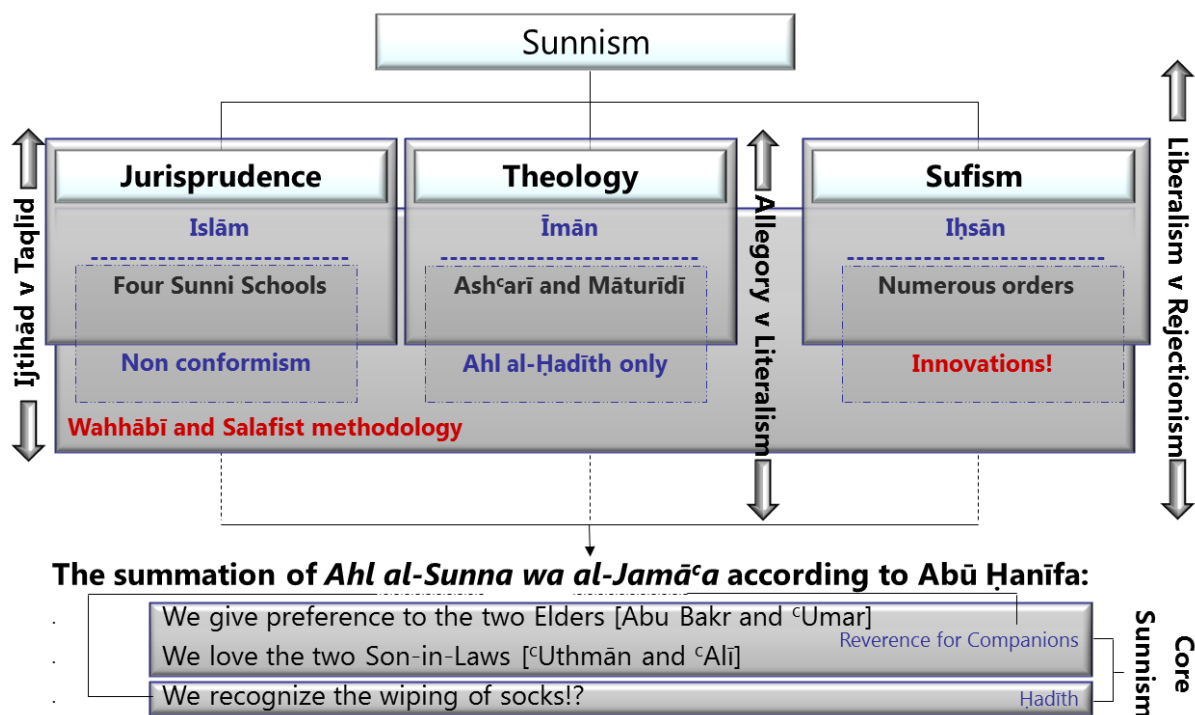 Sunnism
Jurisprudence
Islām
Four Sunni Schools
Non conformism
Theology
Īmān
Ashᶜarī and Māturīdī
Ahl al-Ḥadīth only
Sufism
Iḥsān
Numerous orders
Innovations!
Wahhābī and Salafist methodology
Ijtihād v Taqlīd
Allegory v Literalism
Liberalism v Rejectionism
The summation of Ahl al-Sunna wa al-Jamāᶜa according to Abū Ḥanīfa:
. We give preference to the two Elders [Abu Bakr and ᶜUmar]
. We love the two Son-in-Laws [ᶜUthmān and ᶜAlī]
Reverence for Companions
. We recognize the wiping of socks!?
Ḥadīth
Core
Sunnism